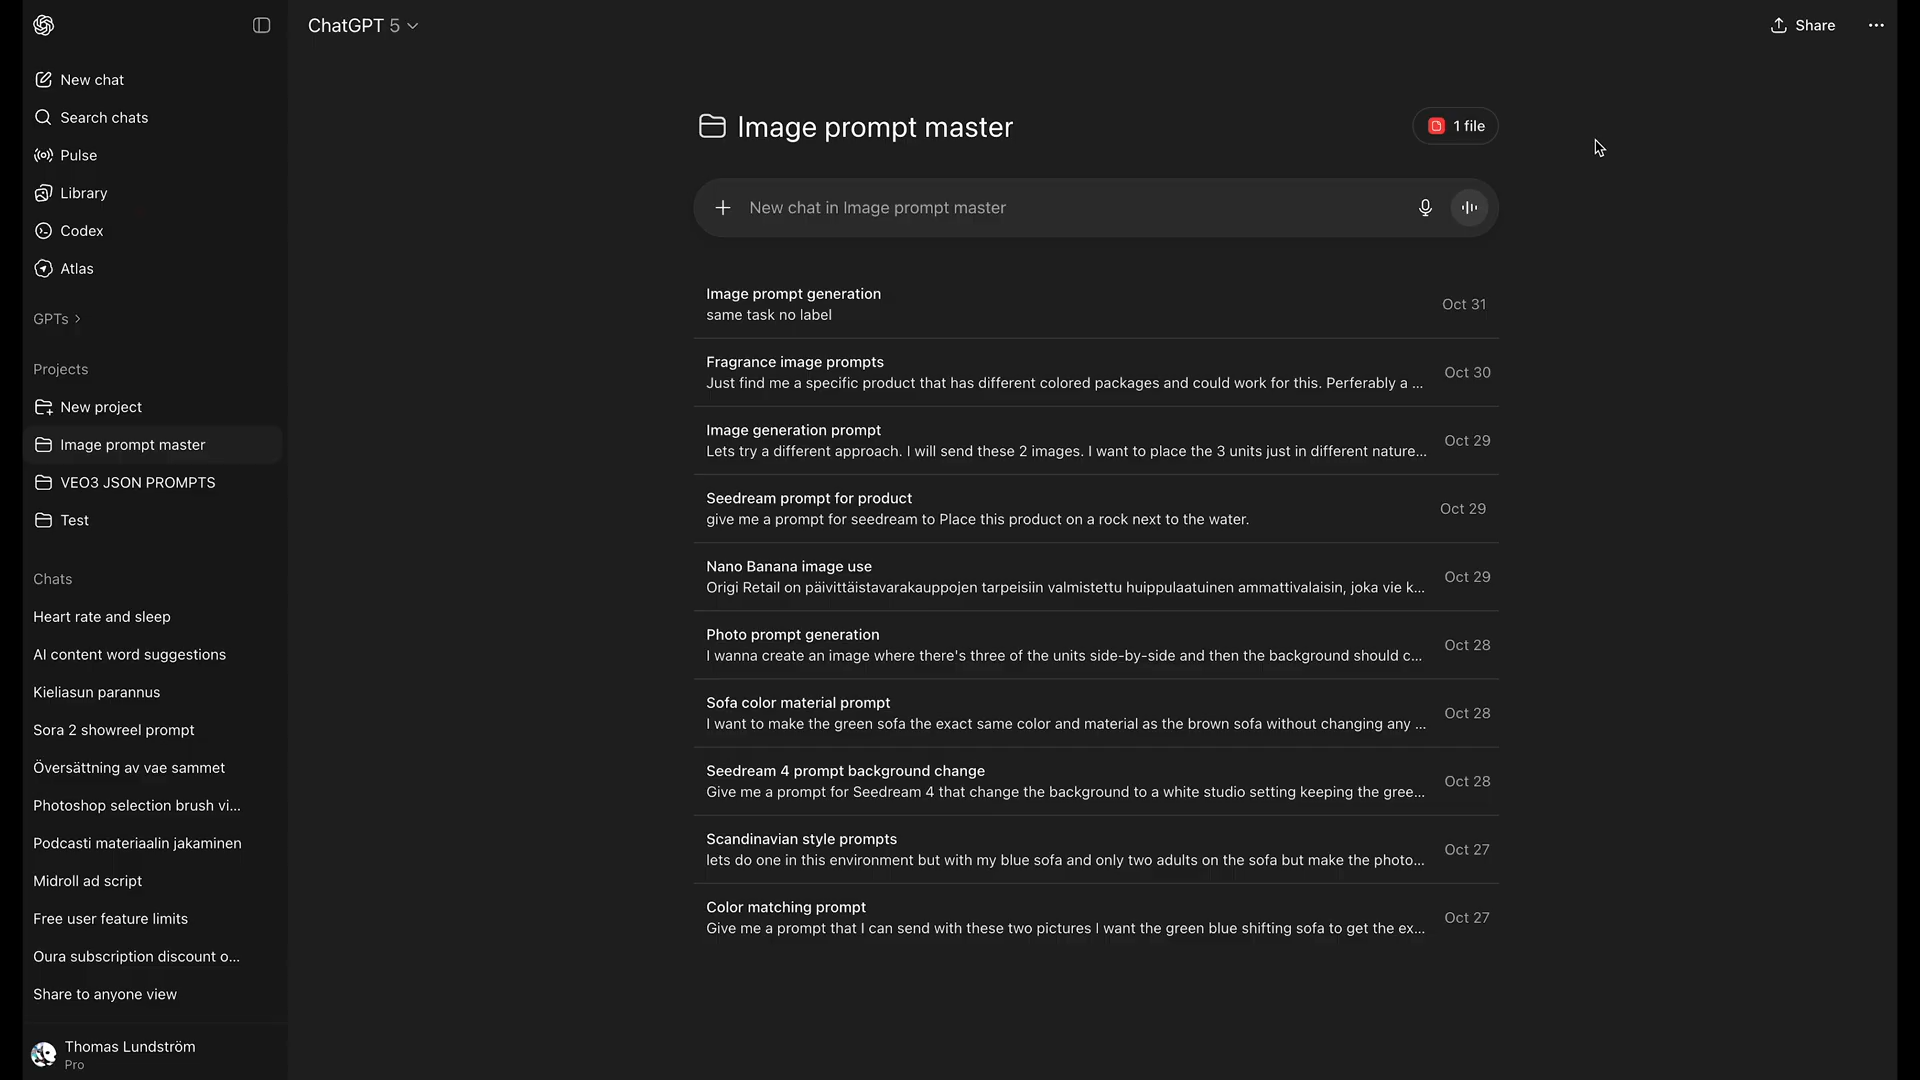 ChatGPT 5
Share
New chat
Search chats
Pulse
Library
Codex
Atlas
GPTs
Projects
New project
Image prompt master
VEO3 JSON PROMPTS
Test
Chats
Heart rate and sleep
AI content word suggestions
Kieliasun parannus
Sora 2 showreel prompt
Översättning av vae sammet
Photoshop selection brush vi...
Podcasti materiaalin jakaminen
Midroll ad script
Free user feature limits
Oura subscription discount o...
Share to anyone view
Thomas Lundström
Pro
Image prompt master
1 file
New chat in Image prompt master
Image prompt generation
same task no label
Oct 31
Fragrance image prompts
Just find me a specific product that has different colored packages and could work for this. Perferably a ...
Oct 30
Image generation prompt
Lets try a different approach. I will send these 2 images. I want to place the 3 units just in different nature...
Oct 29
Seedream prompt for product
give me a prompt for seedream to Place this product on a rock next to the water.
Oct 29
Nano Banana image use
Origi Retail on päivittäistavarakauppojen tarpeisiin valmistettu huippulaatuinen ammattivalaisin, joka vie k...
Oct 29
Photo prompt generation
I wanna create an image where there's three of the units side-by-side and then the background should c...
Oct 28
Sofa color material prompt
I want to make the green sofa the exact same color and material as the brown sofa without changing any ...
Oct 28
Seedream 4 prompt background change
Give me a prompt for Seedream 4 that change the background to a white studio setting keeping the gree...
Oct 28
Scandinavian style prompts
lets do one in this environment but with my blue sofa and only two adults on the sofa but make the photo...
Oct 27
Color matching prompt
Give me a prompt that I can send with these two pictures I want the green blue shifting sofa to get the ex...
Oct 27